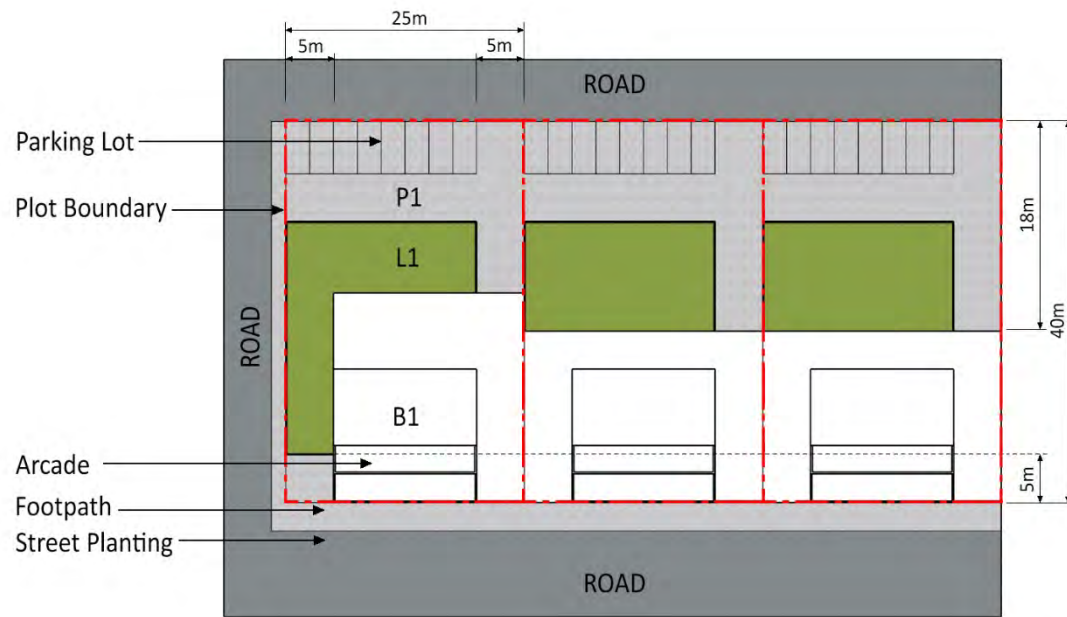 25m
5m
5m
ROAD
Parking Lot
P1
Plot Boundary
L1
18m
40m
ROAD
B1
Arcade
5m
Footpath
Street Planting
ROAD